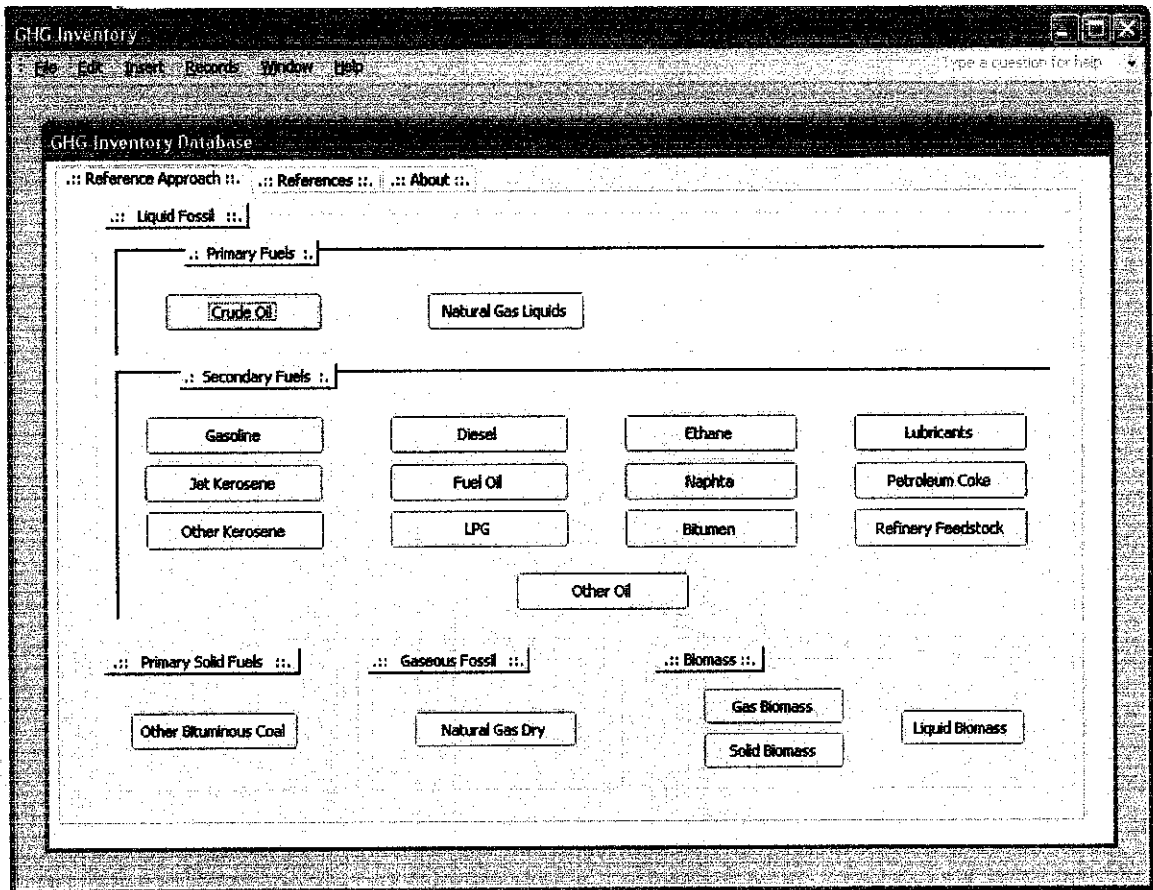 GHG Inventory
File Edit Insert Records Window Help Type a question for help
GHG Inventory Database
.:: Reference Approach ::. .:: References ::. .:: About ::.
.:: Liquid Fossil ::.
.: Primary Fuels :.
Crude Oil Natural Gas Liquids
.: Secondary Fuels :.
Gasoline Diesel Ethane Lubricants
Jet Kerosene Fuel Oil Naphta Petroleum Coke
Other Kerosene LPG Bitumen Refinery Feedstock
Other Oil
.:: Primary Solid Fuels ::. .:: Gaseous Fossil ::. .:: Biomass ::.
Gas Biomass
Other Bituminous Coal Natural Gas Dry Liquid Biomass
Solid Biomass